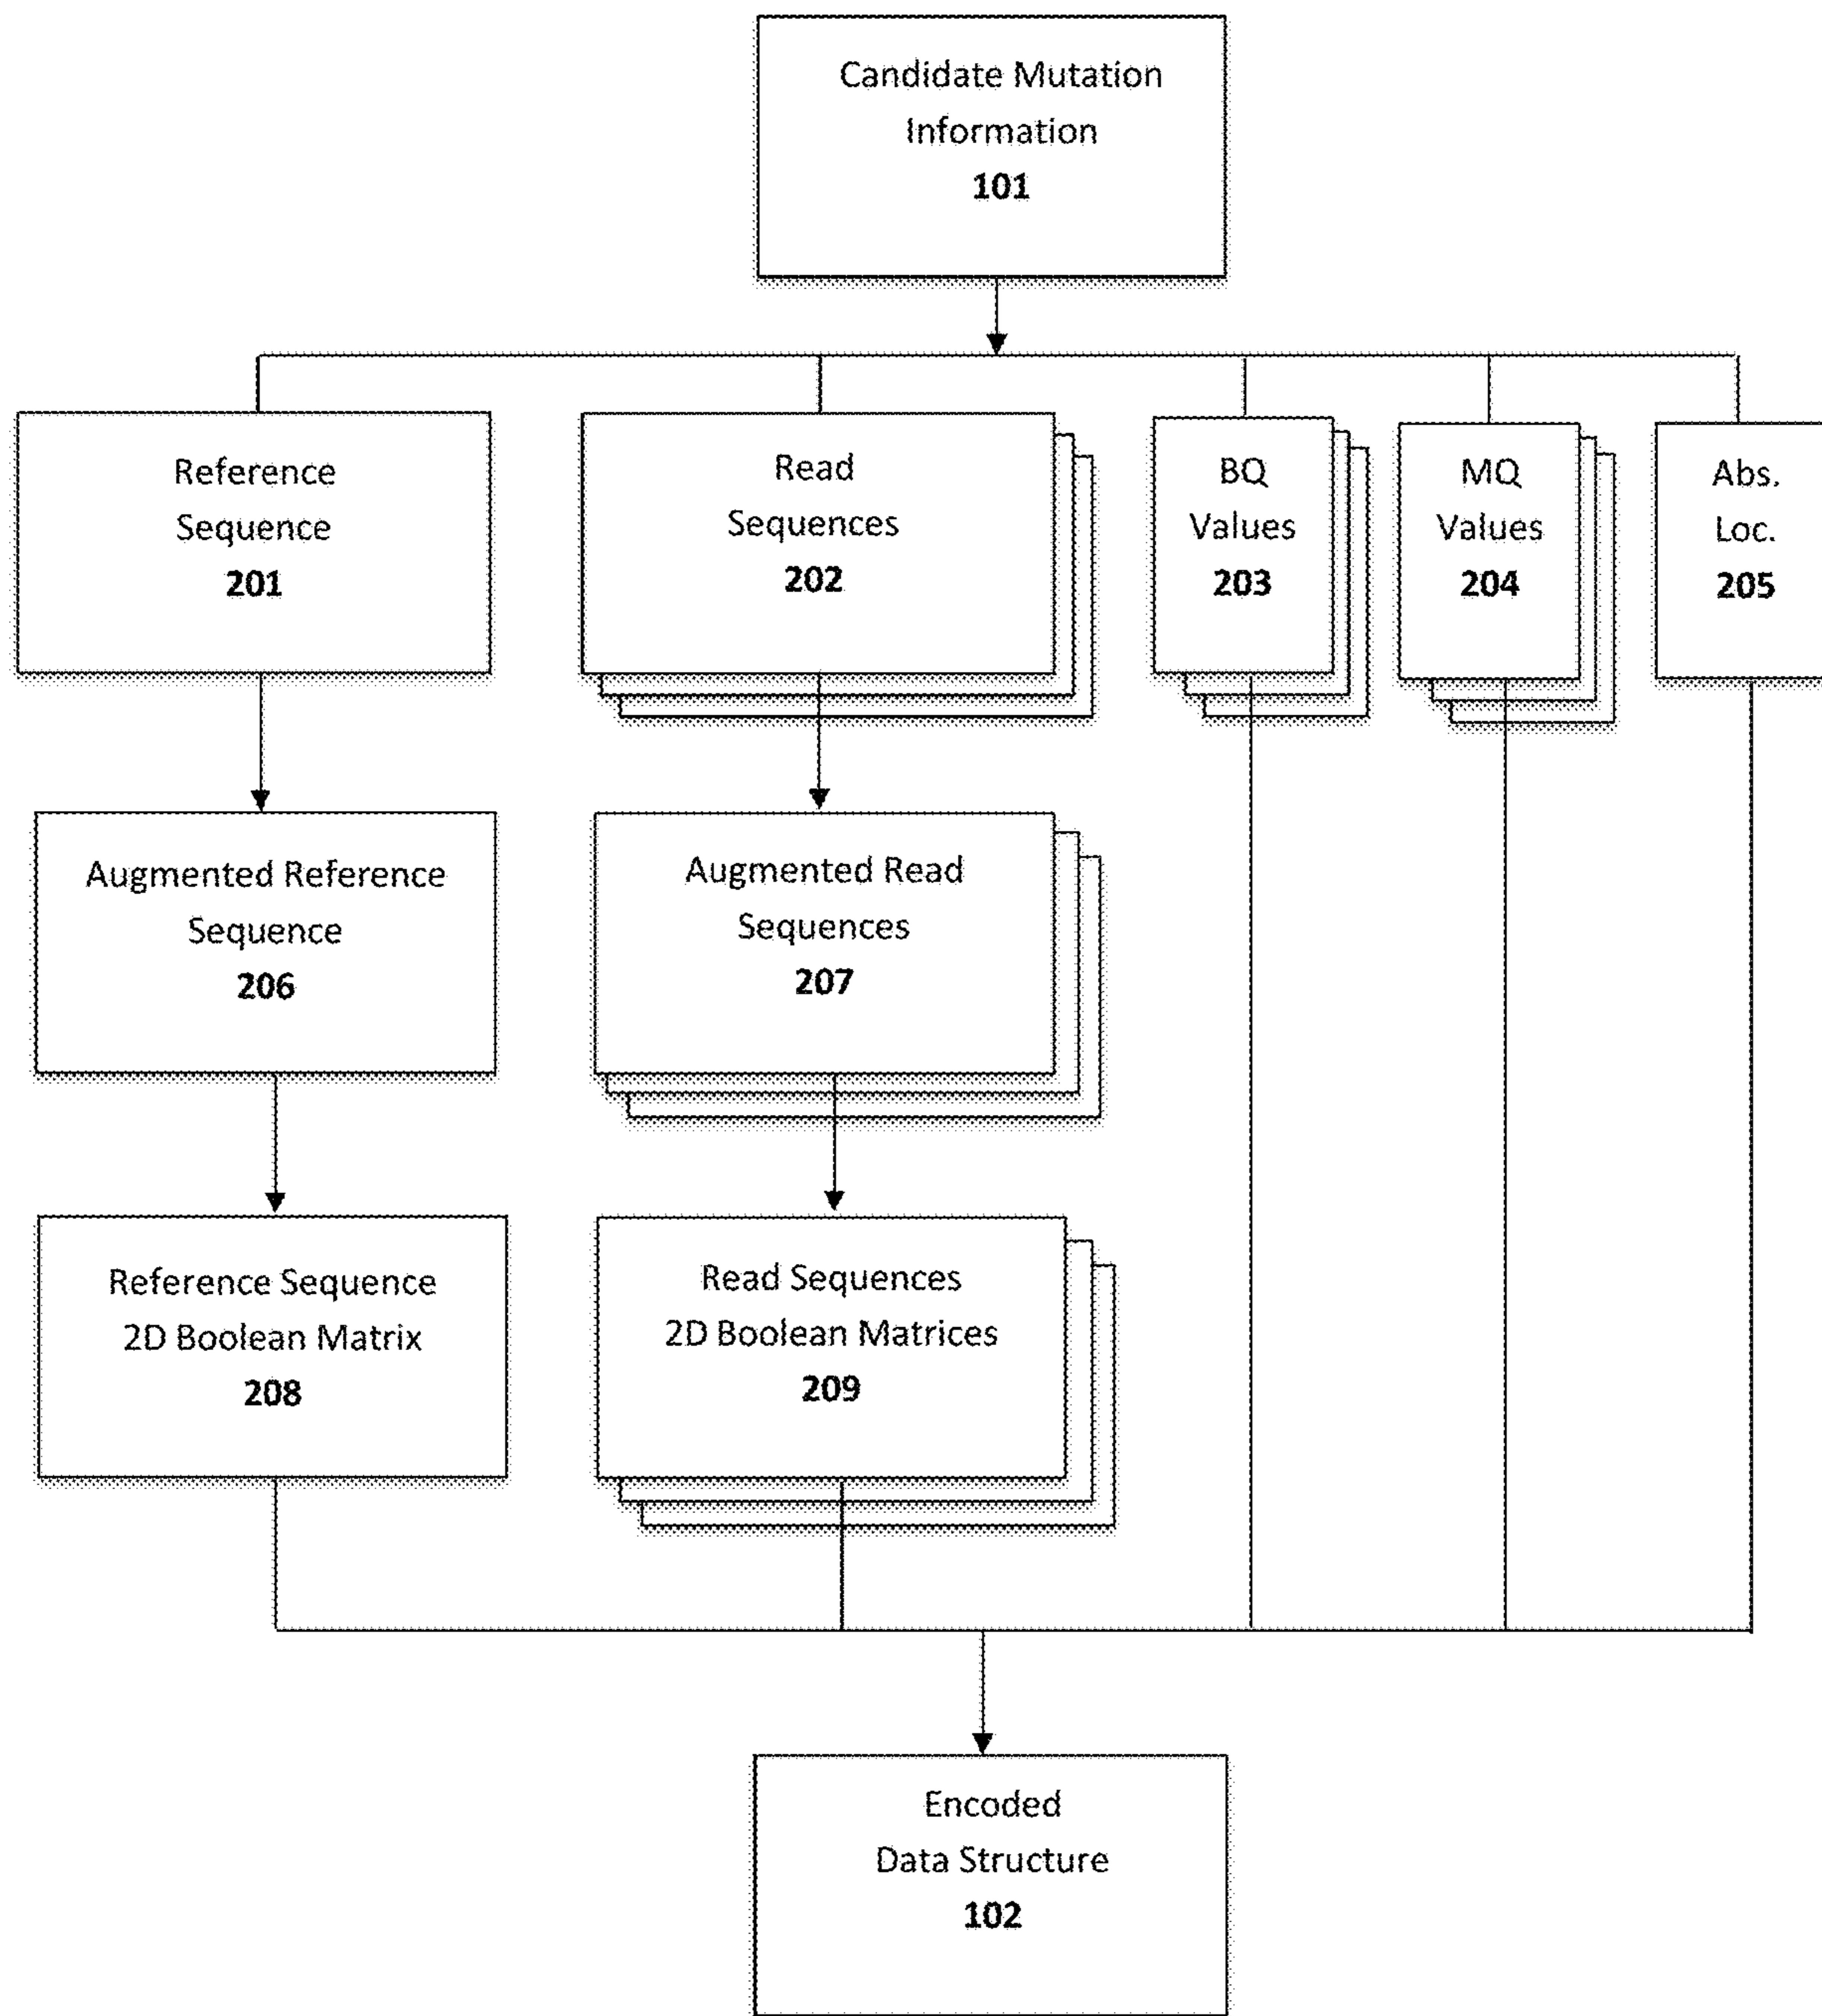 Candidate Mutation
Information
101
Reference
Sequence
201
Read
Sequences
202
BQ
Values
203
MQ
Values
204
Abs.
Loc.
205
Augmented Reference
Sequence
206
Augmented Read
Sequences
207
Reference Sequence
2D Boolean Matrix
208
Read Sequences
2D Boolean Matrices
209
Encoded
Data Structure
102